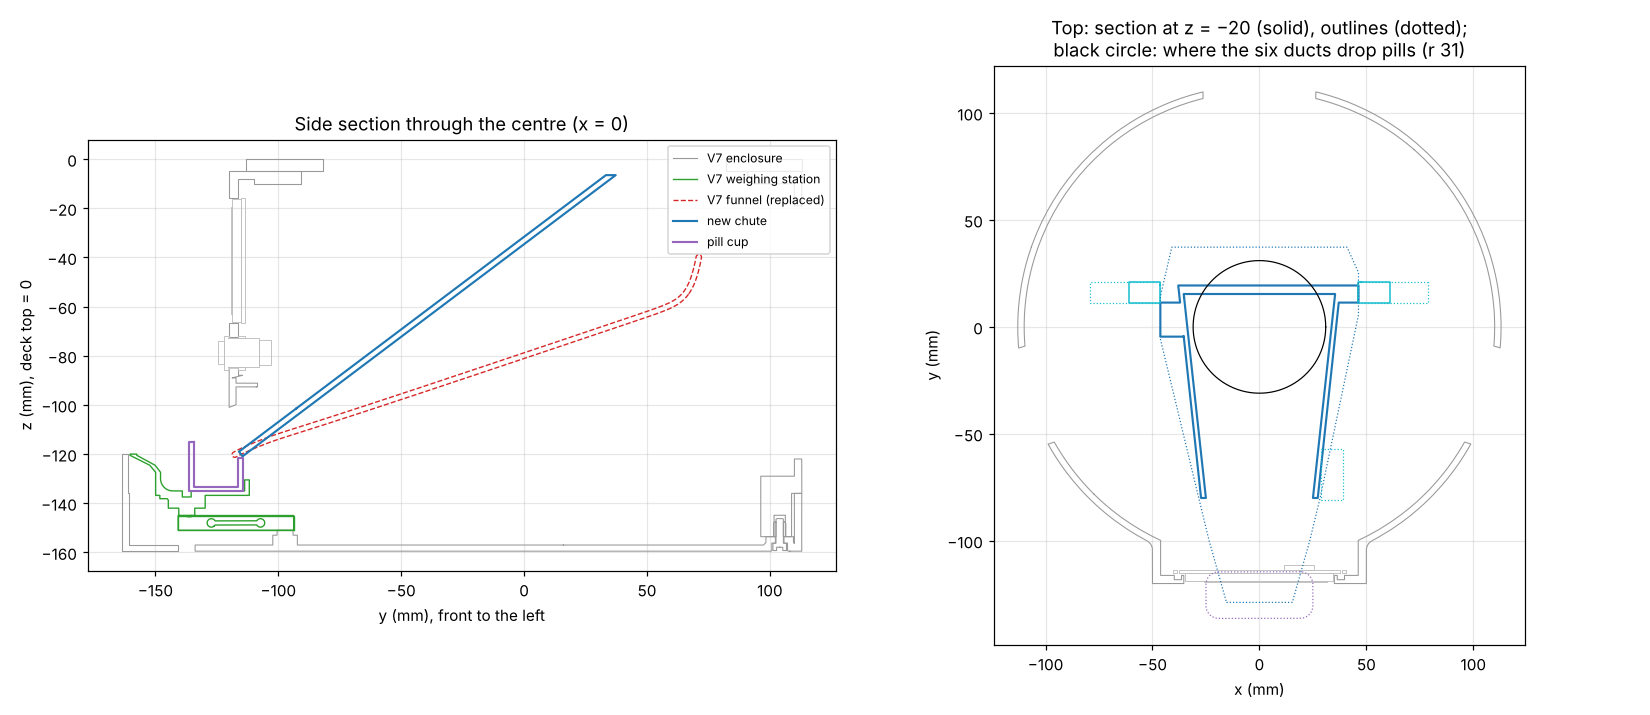 Side section through the centre (x = 0)
0
−20
−40
−60
−80
−100
−120
−140
−160
z (mm), deck top = 0
V7 enclosure
V7 weighing station
V7 funnel (replaced)
new chute
pill cup
−150
−100
−50
0
50
100
y (mm), front to the left
Top: section at z = −20 (solid), outlines (dotted);
black circle: where the six ducts drop pills (r 31)
100
50
0
−50
−100
y (mm)
−100
−50
0
50
100
x (mm)